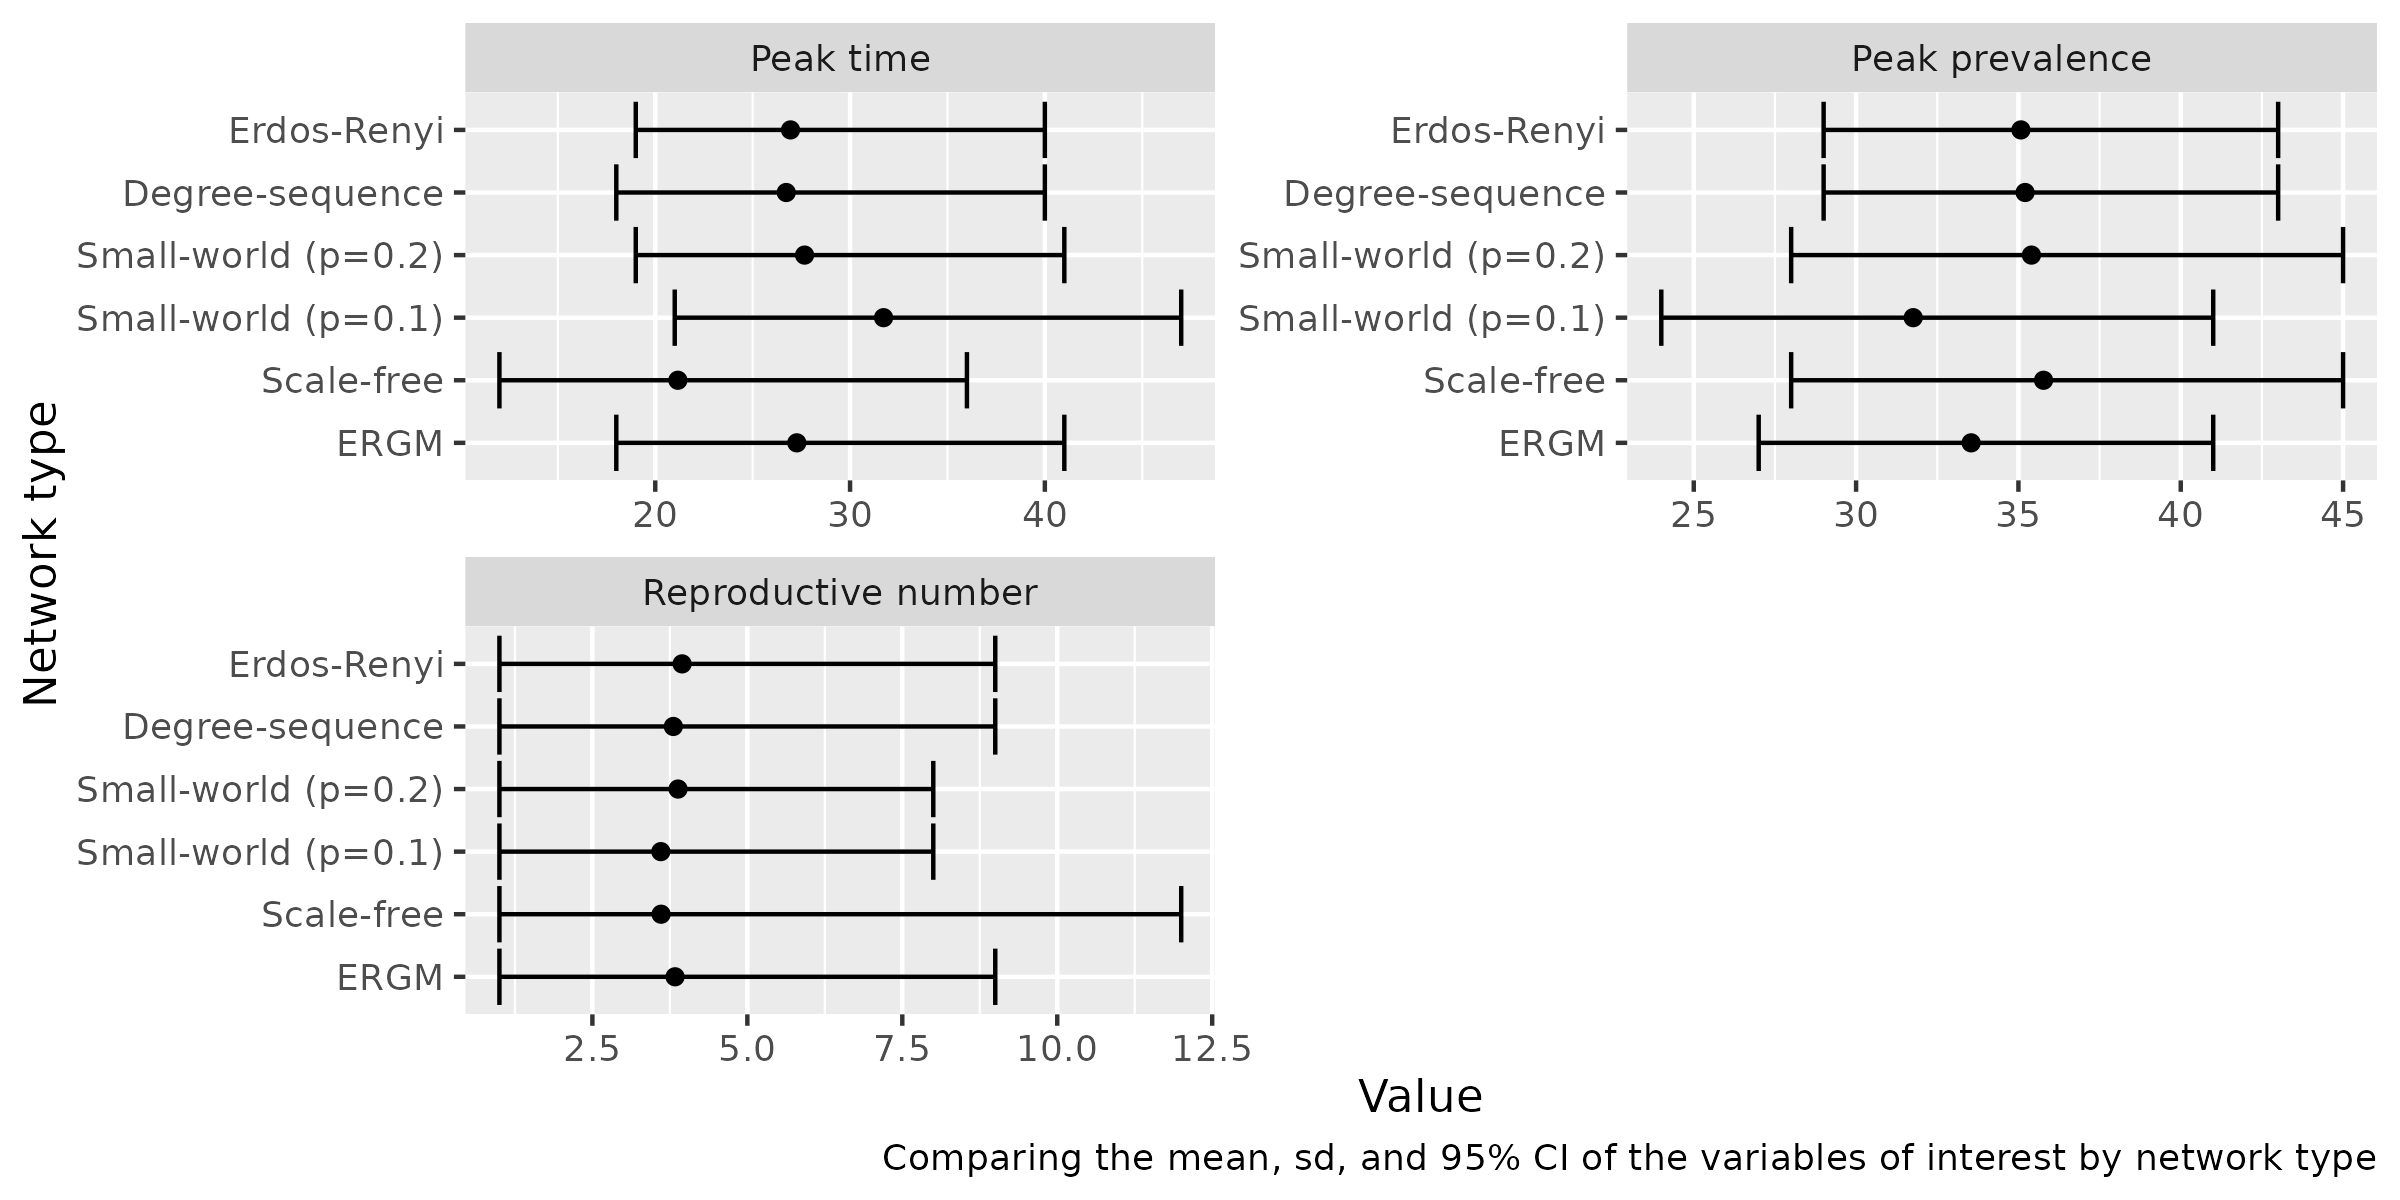 Peak time
Peak prevalence
Erdos-Renyi
Degree-sequence
Small-world (p=0.2)
Small-world (p=0.1)
Scale-free
ERGM
20 30 40
Erdos-Renyi
Degree-sequence
Small-world (p=0.2)
Small-world (p=0.1)
Scale-free
ERGM
25 30 35 40 45
Network type
Reproductive number
Erdos-Renyi
Degree-sequence
Small-world (p=0.2)
Small-world (p=0.1)
Scale-free
ERGM
2.5 5.0 7.5 10.0 12.5
Value
Comparing the mean, sd, and 95% CI of the variables of interest by network type